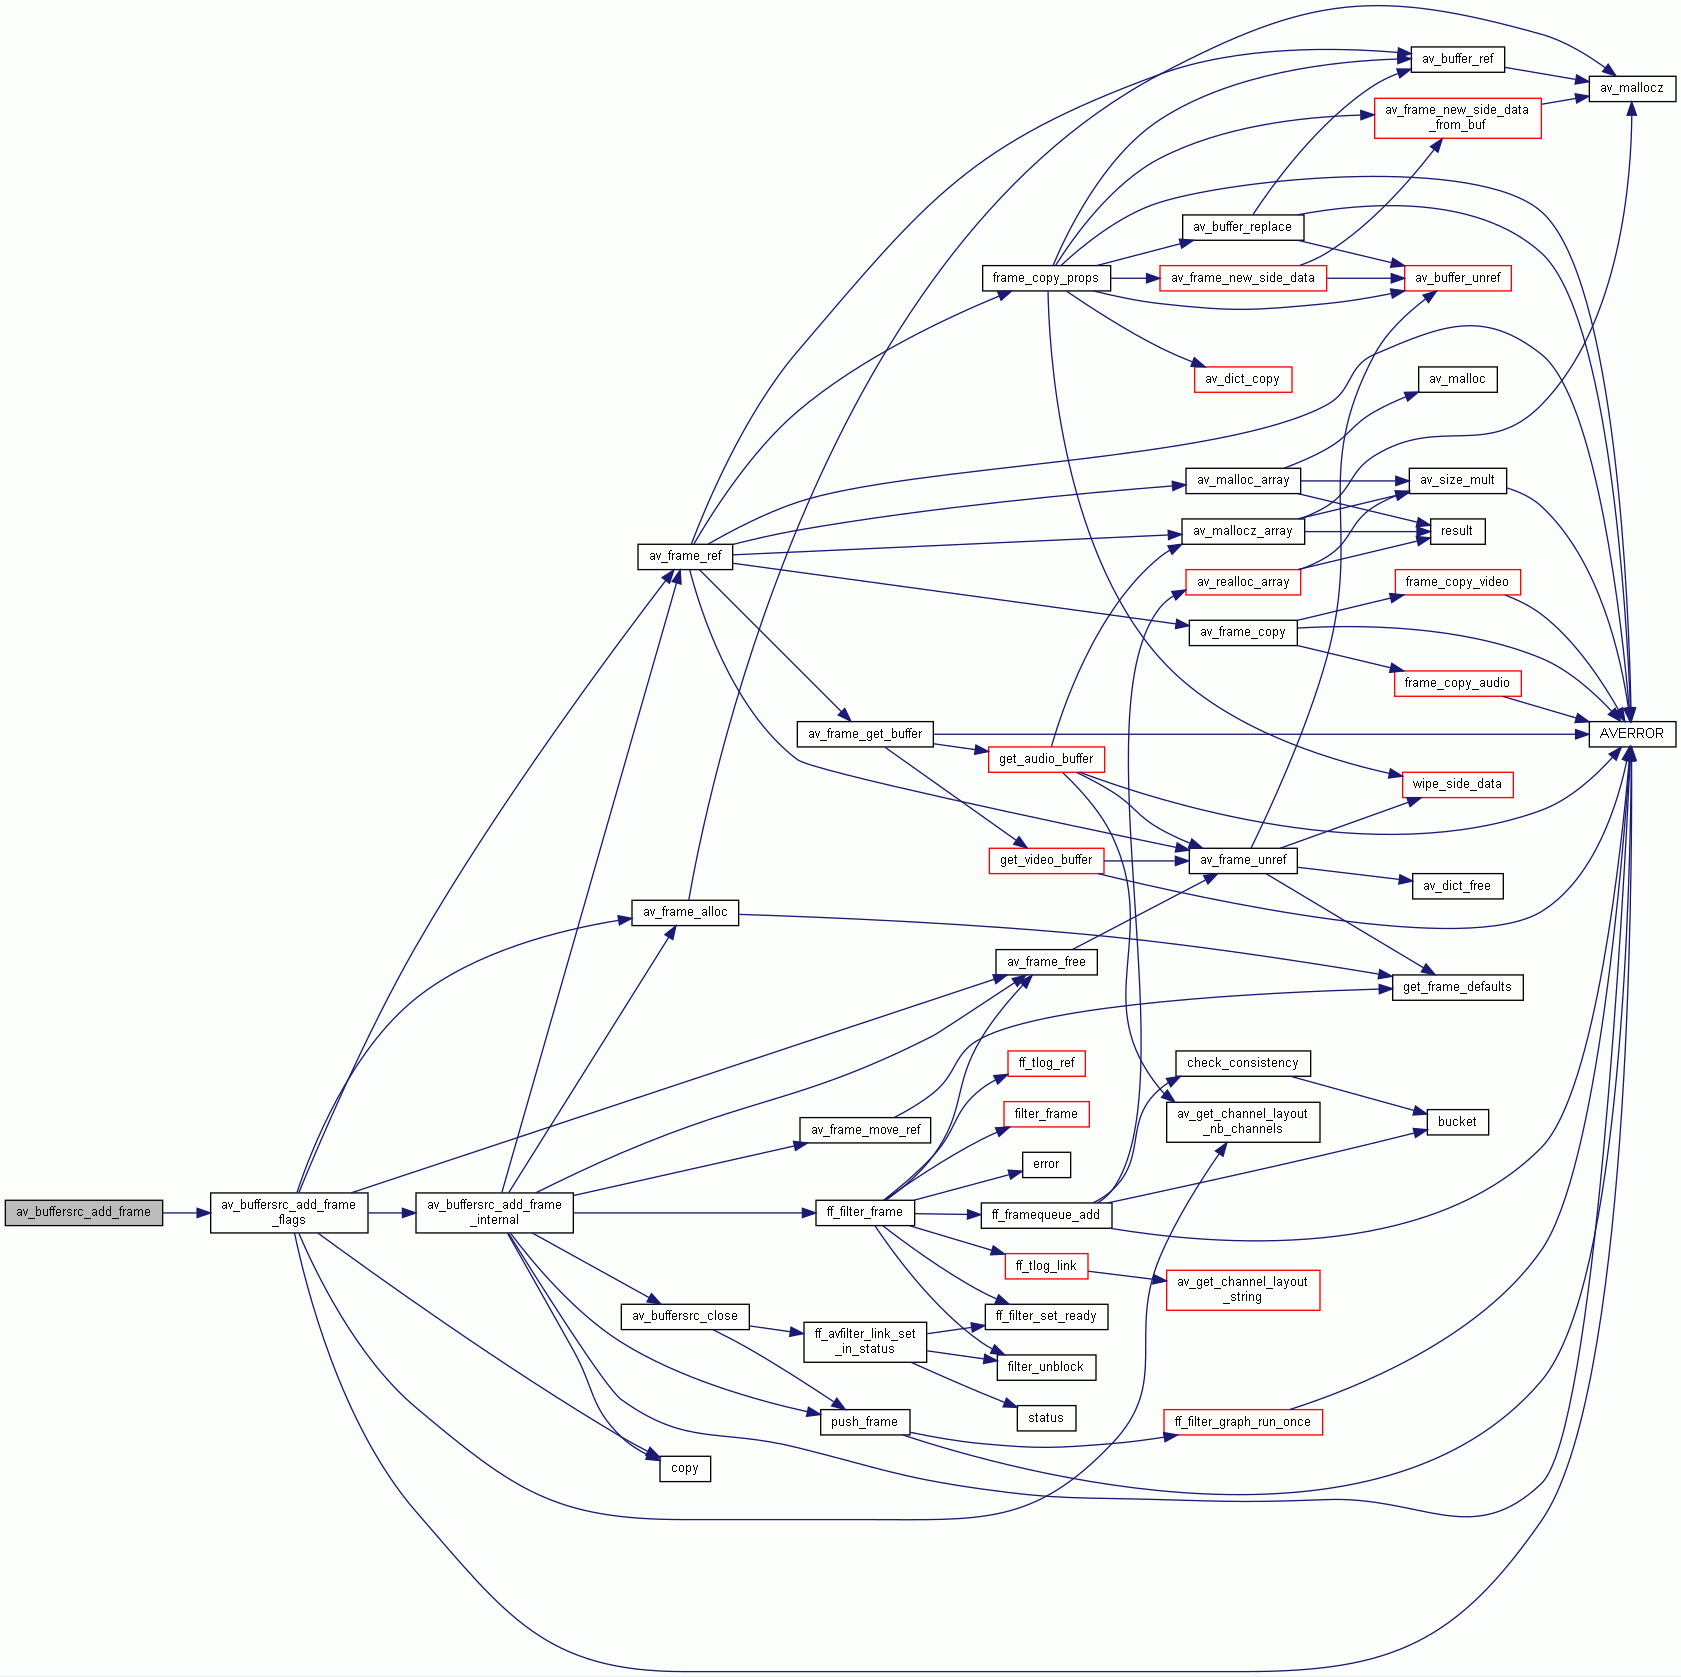 av_buffer_ref
av_mallocz
av_frame_new_side_data
_from_buf
av_buffer_replace
frame_copy_props
av_frame_new_side_data
av_buffer_unref
av_dict_copy
av_malloc
av_malloc_array
av_size_mult
av_mallocz_array
result
av_frame_ref
av_realloc_array
frame_copy_video
av_frame_copy
frame_copy_audio
av_frame_get_buffer
AVERROR
get_audio_buffer
wipe_side_data
get_video_buffer
av_frame_unref
av_dict_free
av_frame_alloc
av_frame_free
get_frame_defaults
ff_tlog_ref
check_consistency
filter_frame
av_get_channel_layout
_nb_channels
bucket
av_frame_move_ref
error
av_buffersrc_add_frame
av_buffersrc_add_frame
_flags
av_buffersrc_add_frame
_internal
ff_filter_frame
ff_framequeue_add
ff_tlog_link
av_get_channel_layout
_string
av_buffersrc_close
ff_filter_set_ready
ff_avfilter_link_set
_in_status
filter_unblock
status
push_frame
ff_filter_graph_run_once
copy